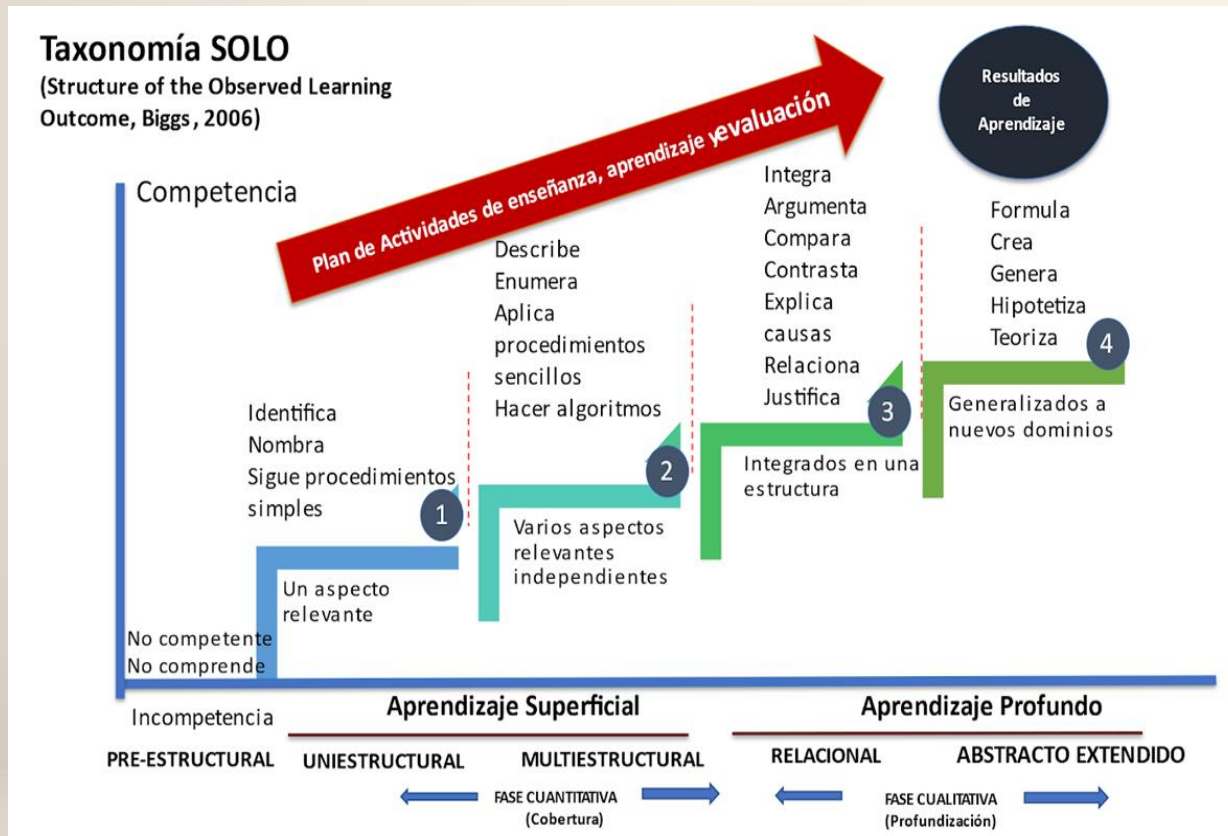 Taxonomía SOLO
(Structure of the Observed Learning
Outcome, Biggs, 2006)
Plan de Actividades de enseñanza, aprendizaje y evaluación
Resultados
de
Aprendizaje
Competencia
Identifica
Nombra
Sigue procedimientos
simples
1
Un aspecto
relevante
Describe
Enumera
Aplica
procedimientos
sencillos
Hacer algoritmos
2
Varios aspectos
relevantes
independientes
Integra
Argumenta
Compara
Contrasta
Explica
causas
Relaciona
Justifica
3
Integrados en una
estructura
Formula
Crea
Genera
Hipotetiza
Teoriza
4
Generalizados a
nuevos dominios
No competente
No comprende
Incompetencia
Aprendizaje Superficial
Aprendizaje Profundo
PRE-ESTRUCTURAL
UNIESTRUCTURAL
MULTIESTRUCTURAL
RELACIONAL
ABSTRACTO EXTENDIDO
FASE CUANTITATIVA
(Cobertura)
FASE CUALITATIVA
(Profundización)